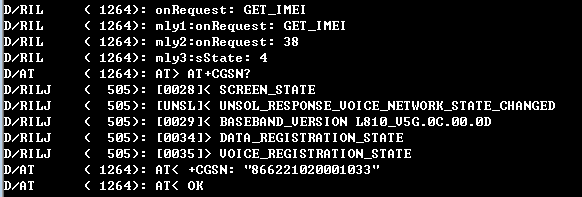 D/RIL     ( 1264): onRequest: GET_IMEI
D/RIL     ( 1264): mly1:onRequest: GET_IMEI
D/RIL     ( 1264): mly2:onRequest: 38
D/RIL     ( 1264): mly3:sState: 4
D/AT      ( 1264): AT> AT+CGSN?
D/RILJ    (  505): [0028]< SCREEN_STATE
D/RILJ    (  505): [UNSL]< UNSOL_RESPONSE_VOICE_NETWORK_STATE_CHANGED
D/RILJ    (  505): [0029]< BASEBAND_VERSION L810_V5G.0C.00.0D
D/RILJ    (  505): [0034]> DATA_REGISTRATION_STATE
D/RILJ    (  505): [0035]> VOICE_REGISTRATION_STATE
D/AT      ( 1264): AT< +CGSN: "866221020001033"
D/AT      ( 1264): AT< OK